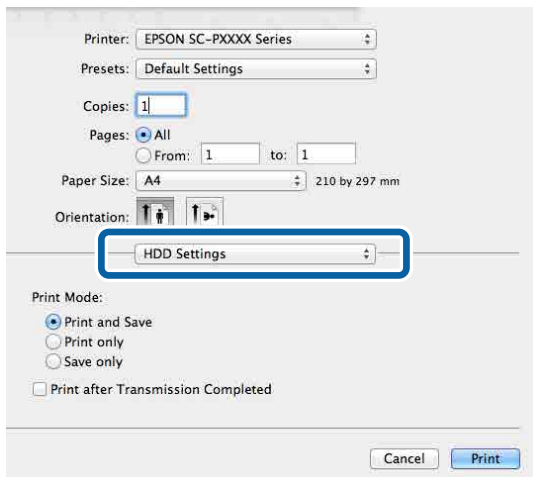 Printer: EPSON SC-PXXXX Series
Presets: Default Settings
Copies: 1
Pages: All
From: 1 to: 1
Paper Size: A4 210 by 297 mm
Orientation:
HDD Settings
Print Mode:
Print and Save
Print only
Save only
Print after Transmission Completed
Cancel Print